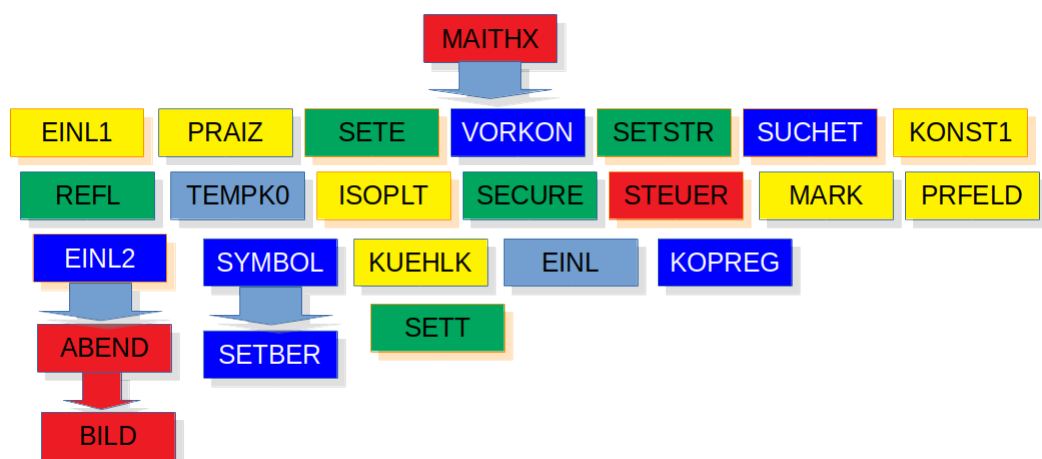 MAITHX
EINL1 PRAIZ SETE VORKON SETSTR SUCHET KONST1
REFL TEMPK0 ISOPLT SECURE STEUER MARK PRFELD
EINL2 SYMBOL KUEHLK EINL KOPREG
SETT
ABEND SETBER
BILD